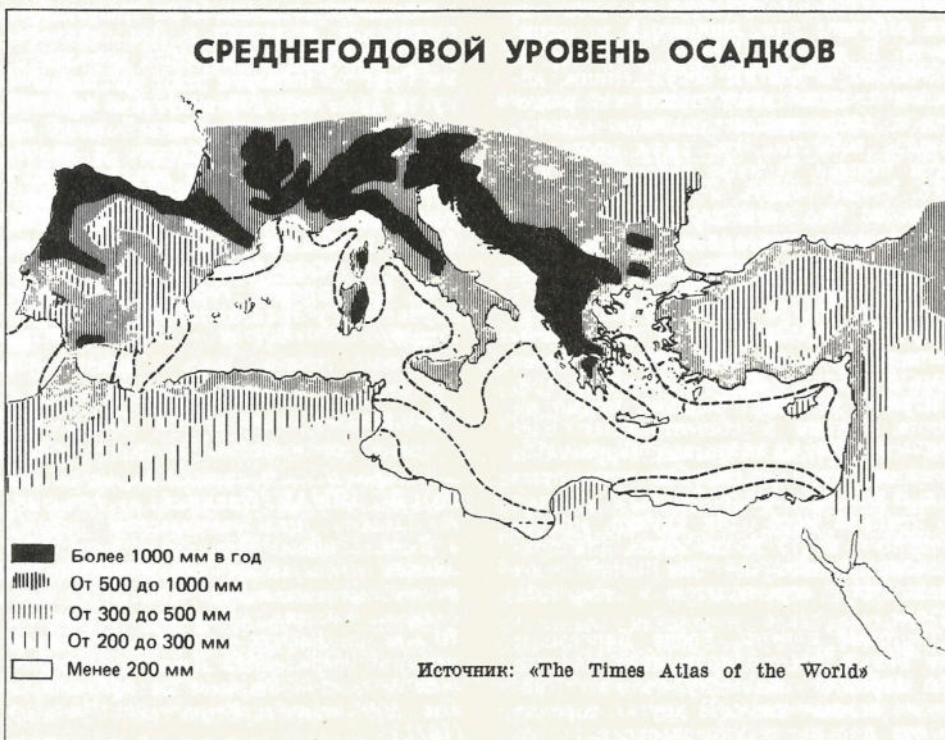 СРЕДНЕГОДОВОЙ УРОВЕНЬ ОСАДКОВ
Более 1000 мм в год
От 500 до 1000 мм
От 300 до 500 мм
От 200 до 300 мм
Менее 200 мм
Источник: «The Times Atlas of the World»